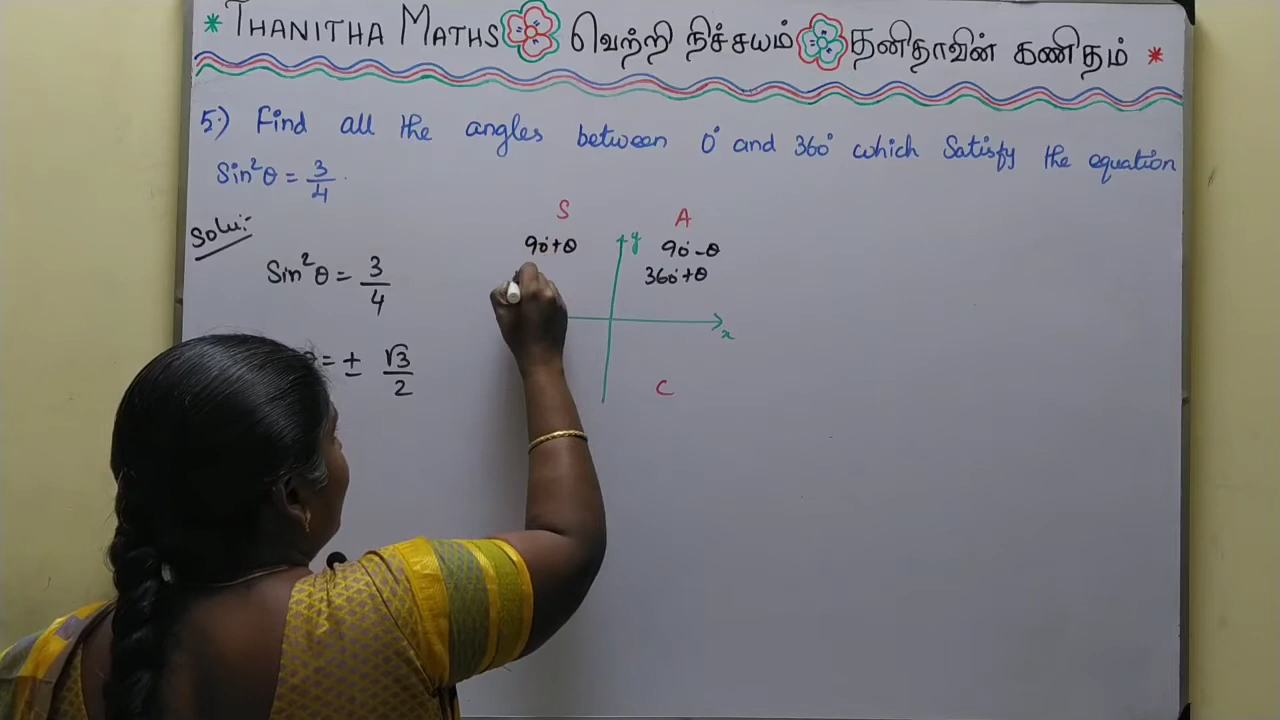 * THANITHA MATHS வெற்றி நிச்சயம் தனிதாவின் கணிதம் *
5) Find all the angles between 0° and 360° which Satisfy the equation
Sin²θ = 3/4.
Solu:-
S A
90°+θ y 90°-θ
Sin²θ = 3/4 360°+θ
x
= ± √3/2 C